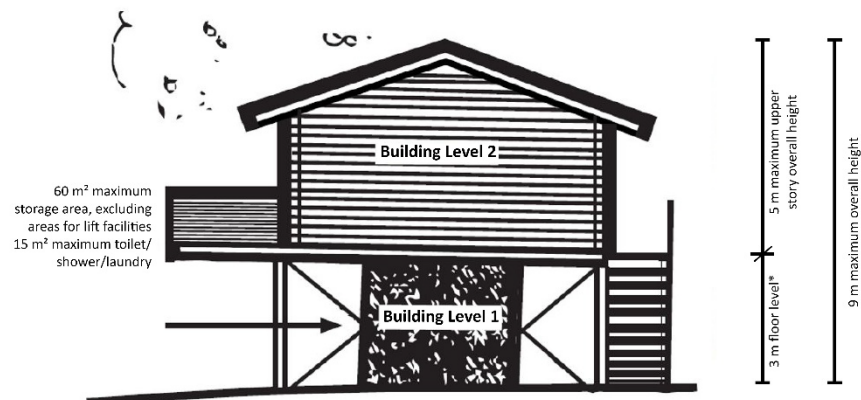 Building Level 2
60 m² maximum
storage area, excluding
areas for lift facilities
15 m² maximum toilet/
shower/laundry
Building Level 1
5 m maximum upper
story overall height
3 m floor level*
9 m maximum overall height